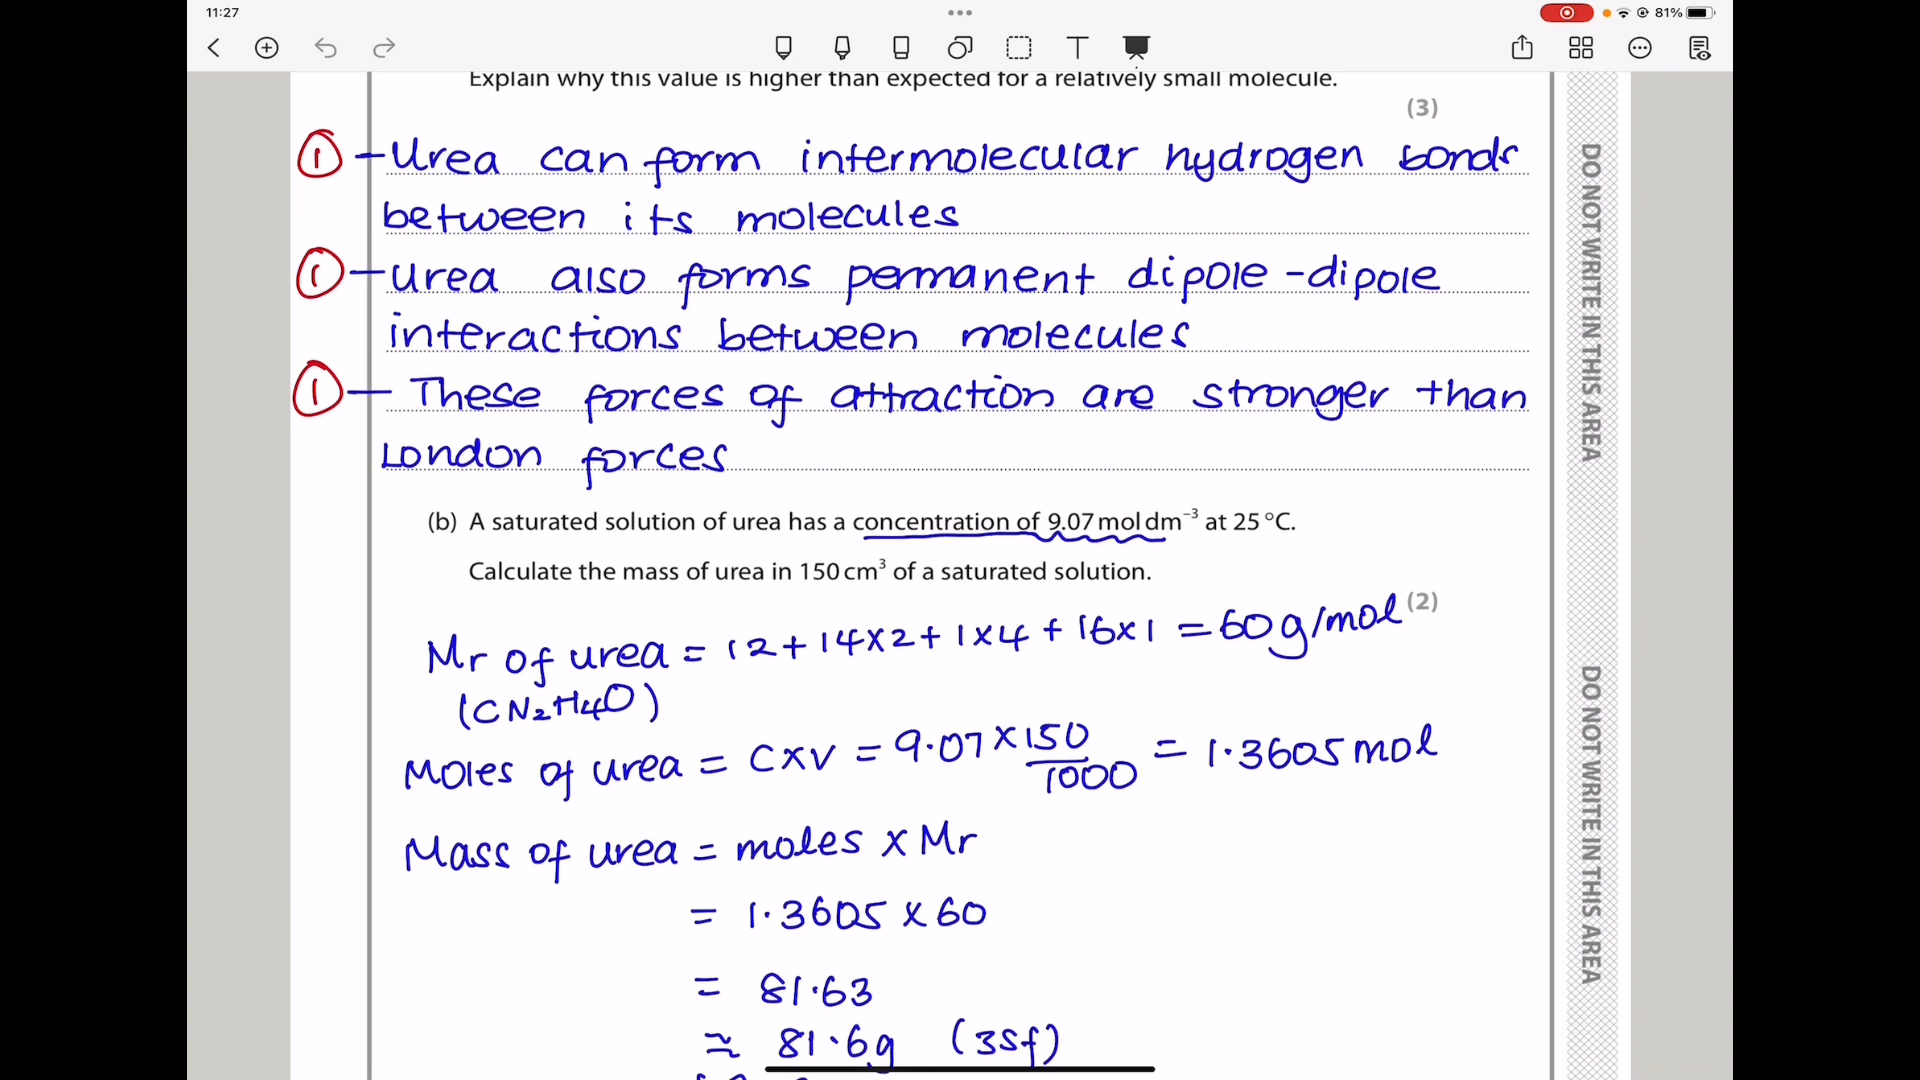 11:27
81%
Explain why this value is higher than expected for a relatively small molecule.
(3)
① – Urea can form intermolecular hydrogen bonds
between its molecules
① – Urea also forms permanent dipole-dipole
interactions between molecules
① – These forces of attraction are stronger than
London forces
(b) A saturated solution of urea has a concentration of 9.07 mol dm⁻³ at 25 °C.
Calculate the mass of urea in 150 cm³ of a saturated solution.
(2)
Mr of urea = 12 + 14x2 + 1x4 + 16x1 = 60 g/mol
(CN₂H₄O)
Moles of urea = c x v = 9.07 x 150/1000 = 1.3605 mol
Mass of urea = moles x Mr
= 1.3605 x 60
= 81.63
≈ 81.6g (3sf)
DO NOT WRITE IN THIS AREA
DO NOT WRITE IN THIS AREA